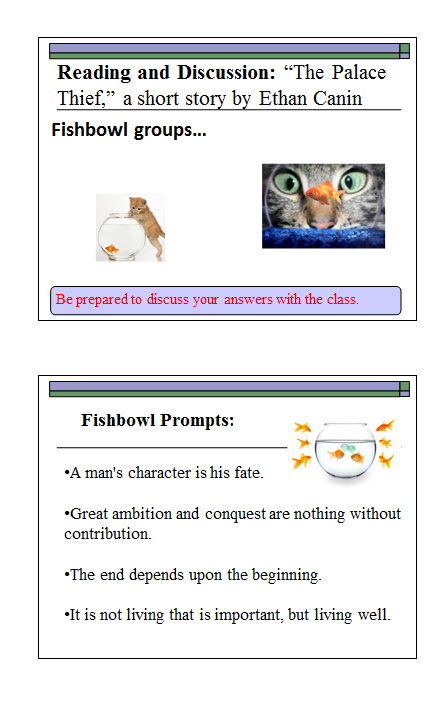 Reading and Discussion: “The Palace
Thief,” a short story by Ethan Canin
Fishbowl groups...
Be prepared to discuss your answers with the class.
Fishbowl Prompts:
•A man's character is his fate.
•Great ambition and conquest are nothing without
contribution.
•The end depends upon the beginning.
•It is not living that is important, but living well.